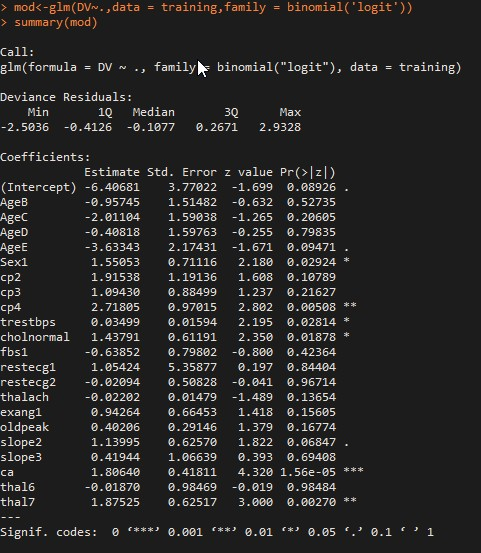 > mod<-glm(DV~.,data = training,family = binomial('logit'))
> summary(mod)
Call:
glm(formula = DV ~ ., family = binomial("logit"), data = training)
Deviance Residuals:
Min 1Q Median 3Q Max
-2.5036 -0.4126 -0.1077 0.2671 2.9328
Coefficients:
Estimate Std. Error z value Pr(>|z|)
(Intercept) -6.40681 3.77022 -1.699 0.08926 .
AgeB -0.95745 1.51482 -0.632 0.52735
AgeC -2.01104 1.59038 -1.265 0.20605
AgeD -0.40818 1.59763 -0.255 0.79835
AgeE -3.63343 2.17431 -1.671 0.09471 .
Sex1 1.55053 0.71116 2.180 0.02924 *
cp2 1.91538 1.19136 1.608 0.10789
cp3 1.09430 0.88499 1.237 0.21627
cp4 2.71805 0.97015 2.802 0.00508 **
trestbps 0.03499 0.01594 2.195 0.02814 *
cholnormal 1.43791 0.61191 2.350 0.01878 *
fbs1 -0.63852 0.79802 -0.800 0.42364
restecg1 1.05424 5.35877 0.197 0.84404
restecg2 -0.02094 0.50828 -0.041 0.96714
thalach -0.02202 0.01479 -1.489 0.13654
exang1 0.94264 0.66453 1.418 0.15605
oldpeak 0.40206 0.29146 1.379 0.16774
slope2 1.13995 0.62570 1.822 0.06847 .
slope3 0.41944 1.06639 0.393 0.69408
ca 1.80640 0.41811 4.320 1.56e-05 ***
thal6 -0.01870 0.98469 -0.019 0.98484
thal7 1.87525 0.62517 3.000 0.00270 **
---
Signif. codes: 0 ‘***’ 0.001 ‘**’ 0.01 ‘*’ 0.05 ‘.’ 0.1 ‘ ’ 1